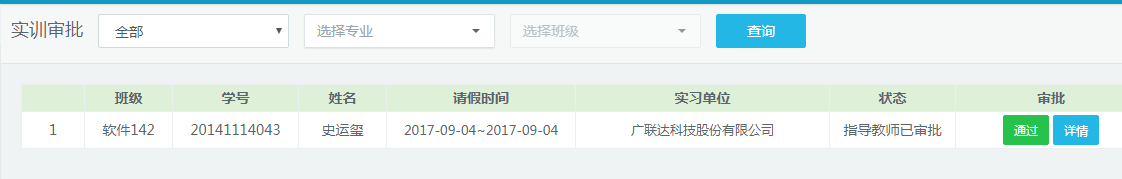 实训审批 全部 选择专业 选择班级 查询
班级 学号 姓名 请假时间 实习单位 状态 审批
1 软件142 20141114043 史运玺 2017-09-04~2017-09-04 广联达科技股份有限公司 指导教师已审批 通过 详情